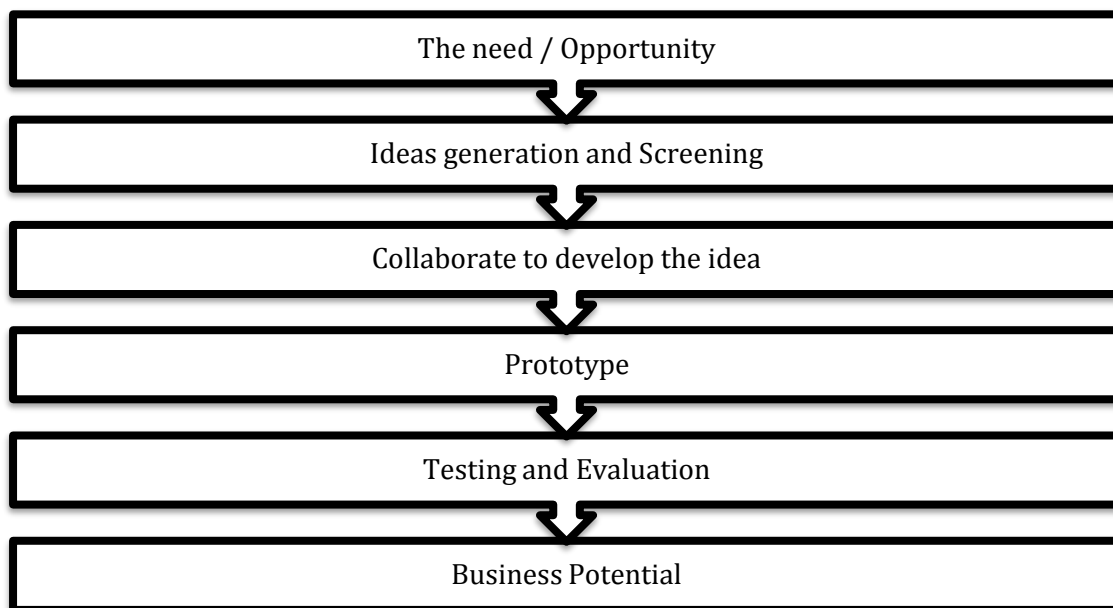 The need / Opportunity
Ideas generation and Screening
Collaborate to develop the idea
Prototype
Testing and Evaluation
Business Potential